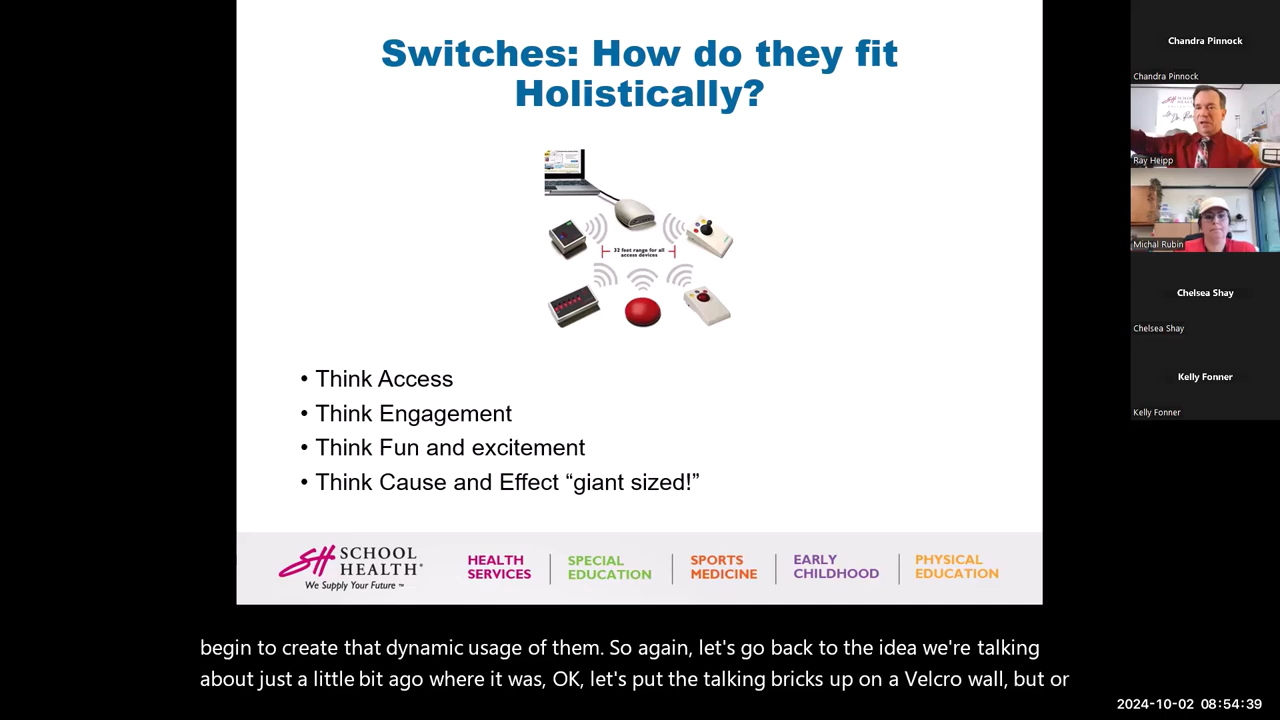 Switches: How do they fit
Holistically?
32 feet range for all
access devices
• Think Access
• Think Engagement
• Think Fun and excitement
• Think Cause and Effect “giant sized!”
SH SCHOOL
HEALTH®
We Supply Your Future ™
HEALTH
SERVICES
SPECIAL
EDUCATION
SPORTS
MEDICINE
EARLY
CHILDHOOD
PHYSICAL
EDUCATION
Chandra Pinnock
Chandra Pinnock
Ray Heipp
Michal Rubin
Chelsea Shay
Chelsea Shay
Kelly Fonner
Kelly Fonner
begin to create that dynamic usage of them. So again, let's go back to the idea we're talking
about just a little bit ago where it was, OK, let's put the talking bricks up on a Velcro wall, but or
2024-10-02 08:54:39